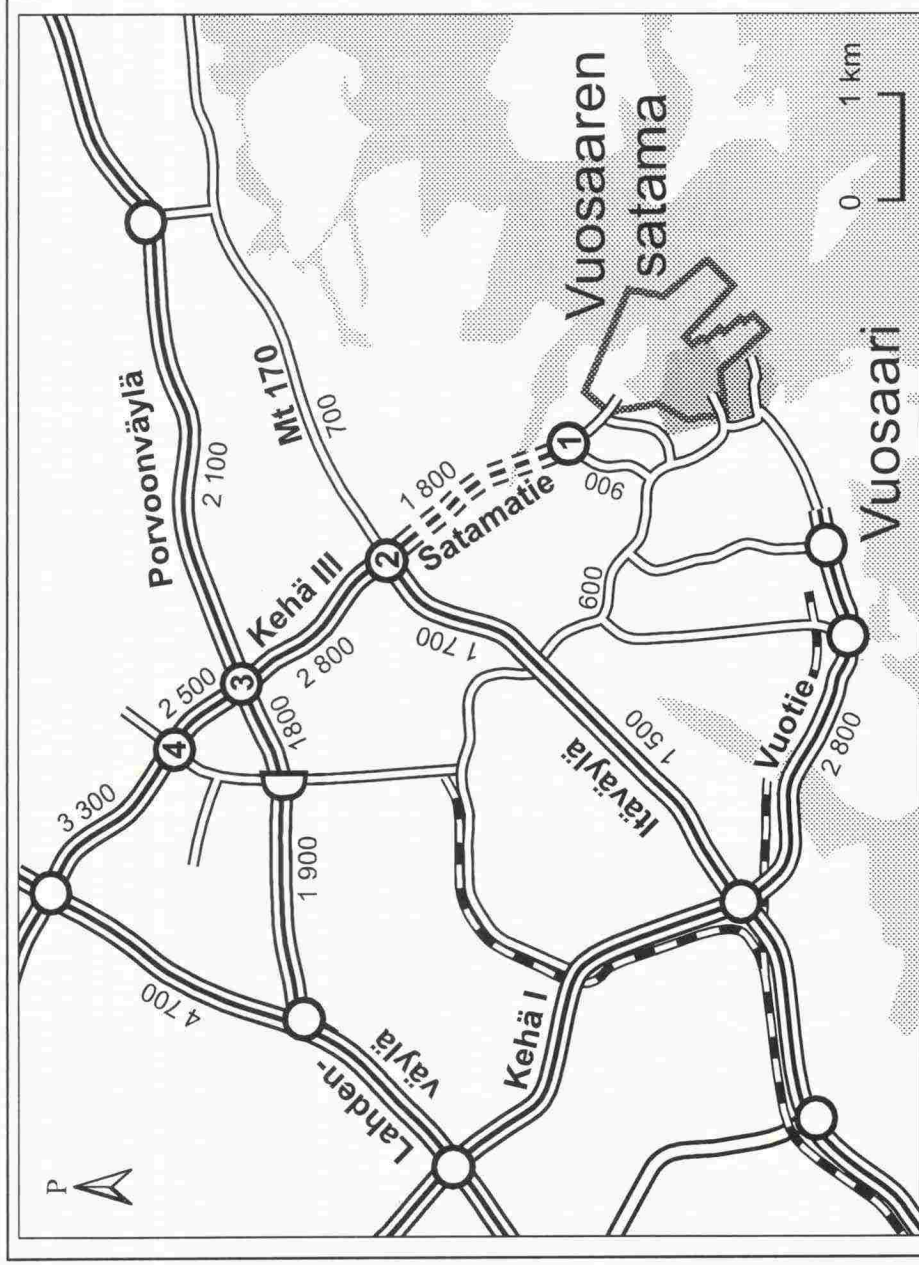 P
Porvoonväylä
2 100
Mt 170
700
Kehä III
2 800
2 500
4
3
3 300
1800
1 900
4 700
Lahden-
väylä
Kehä I
2
1 800
Satamatie
1
900
600
1 700
1 500
Itäväylä
Vuotie
2 800
Vuosaaren
satama
Vuosaari
0
1 km